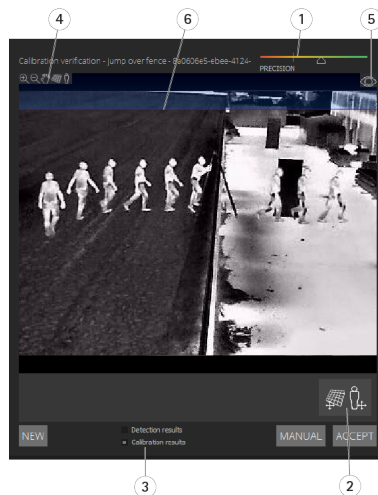 4
6
1
5
Calibration verification - jump over fence - 8a0606e5-ebee-4124-
PRECISION
NEW
Detection results
Calibration results
MANUAL
ACCEPT
3
2